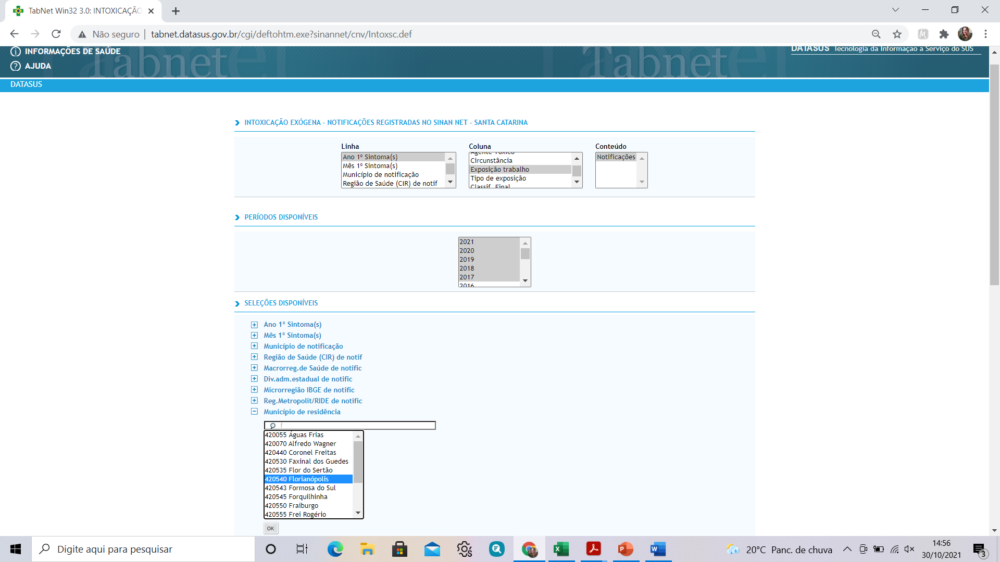 TabNet Win32 3.0: INTOXICAÇÃO
Não seguro | tabnet.datasus.gov.br/cgi/deftohtm.exe?sinannet/cnv/Intoxsc.def
INFORMAÇÕES DE SAÚDE
DATASUS Tecnologia da Informação a Serviço do SUS
AJUDA
Tabnet
Tabnet
DATASUS
INTOXICAÇÃO EXÓGENA - NOTIFICAÇÕES REGISTRADAS NO SINAN NET - SANTA CATARINA
Linha
Ano 1º Sintoma(s)
Mês 1º Sintoma(s)
Município de notificação
Região de Saúde (CIR) de notif
Coluna
Agente Tóxico
Circunstância
Exposição trabalho
Tipo de exposição
Classif. Final
Conteúdo
Notificações
PERÍODOS DISPONÍVEIS
2021
2020
2019
2018
2017
2016
SELEÇÕES DISPONÍVEIS
Ano 1º Sintoma(s)
Mês 1º Sintoma(s)
Município de notificação
Região de Saúde (CIR) de notif
Macrorreg.de Saúde de notific
Div.adm.estadual de notific
Microrregião IBGE de notific
Reg.Metropolit/RIDE de notific
Município de residência
f
420055 Águas Frias
420070 Alfredo Wagner
420440 Coronel Freitas
420530 Faxinal dos Guedes
420535 Flor do Sertão
420540 Florianópolis
420543 Formosa do Sul
420545 Forquilhinha
420550 Fraiburgo
420555 Frei Rogério
OK
Digite aqui para pesquisar
20°C Panc. de chuva
14:56
30/10/2021
3